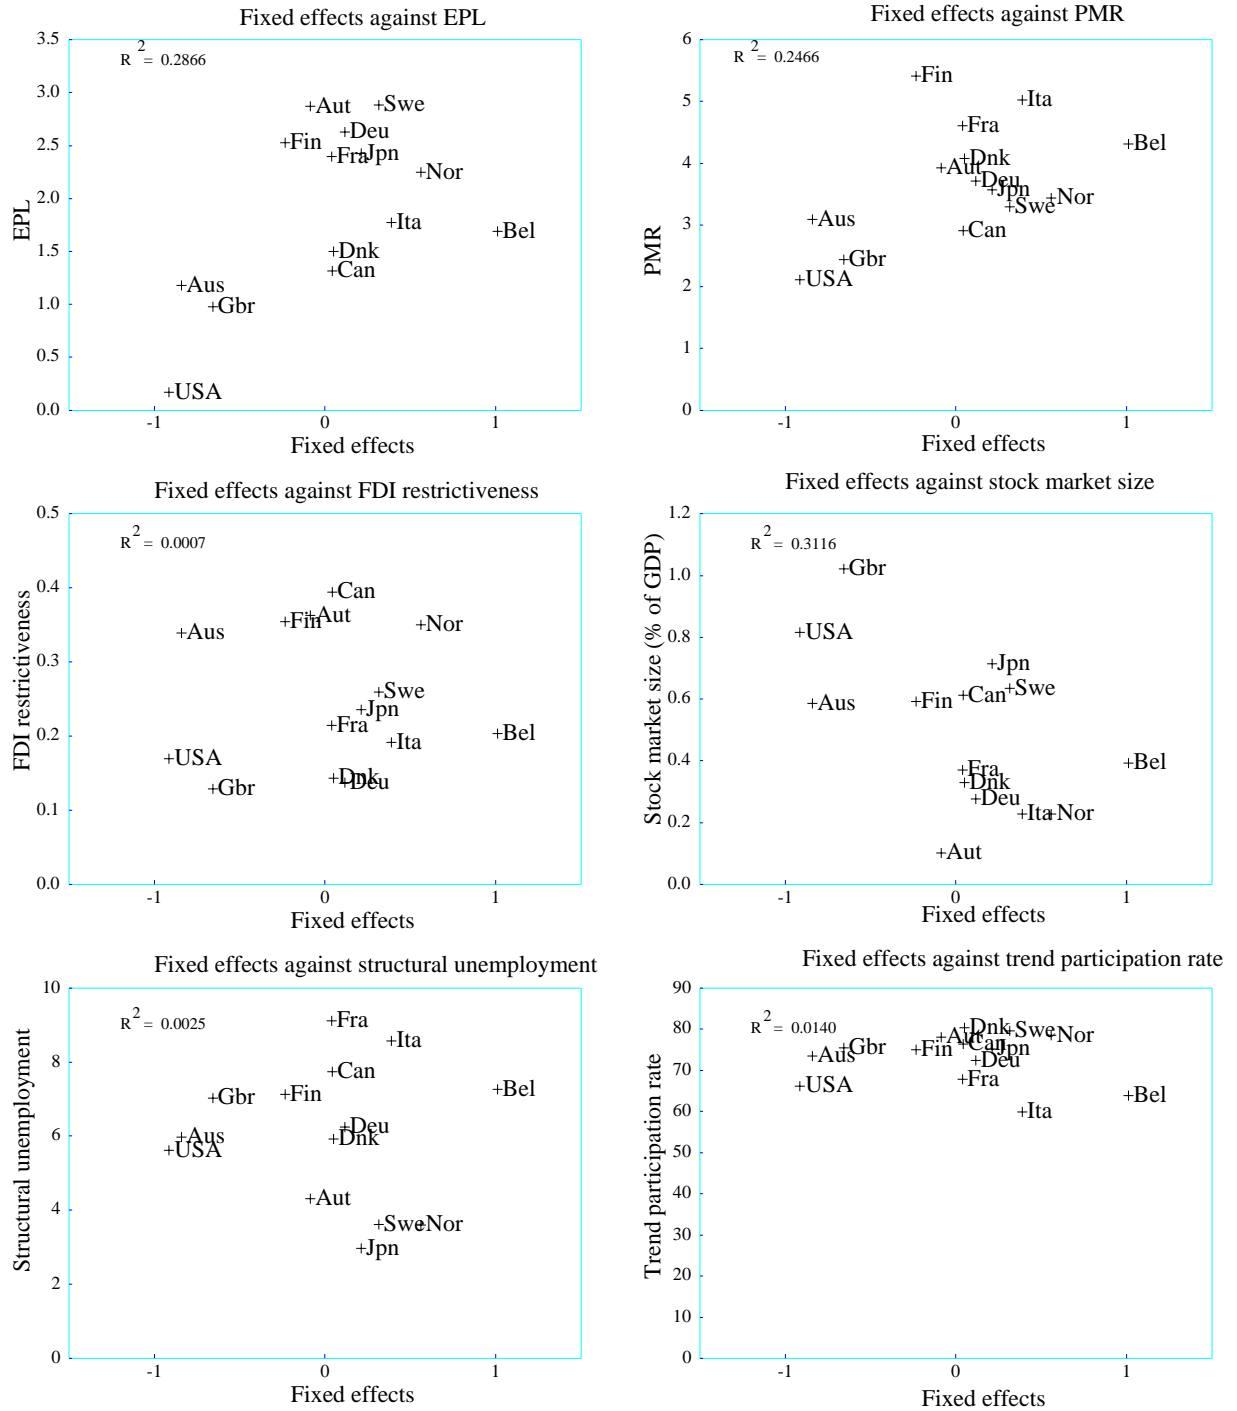 Fixed effects against EPL
R 2 = 0.2866
3.5
3.0
2.5
2.0
1.5
1.0
0.5
0.0
EPL
+Aut
+Swe
+Deu
+Fin
+Fra
+Jpn
+Nor
+Ita
+Bel
+Dnk
+Can
+Aus
+Gbr
+USA
-1 0 1
Fixed effects
Fixed effects against PMR
R 2 = 0.2466
6
5
4
3
2
1
0
PMR
+Fin
+Ita
+Fra
+Bel
+Dnk
+Aut
+Deu
+Jpn
+Nor
+Swe
+Aus
+Can
+Gbr
+USA
-1 0 1
Fixed effects
Fixed effects against FDI restrictiveness
R 2 = 0.0007
0.5
0.4
0.3
0.2
0.1
0.0
FDI restrictiveness
+Can
+Aut
+Fin
+Nor
+Aus
+Swe
+Jpn
+Fra
+Bel
+Ita
+USA
+Dnk
+Deu
+Gbr
-1 0 1
Fixed effects
Fixed effects against stock market size
R 2 = 0.3116
1.2
1.0
0.8
0.6
0.4
0.2
0.0
Stock market size (% of GDP)
+Gbr
+USA
+Jpn
+Swe
+Can
+Fin
+Aus
+Bel
+Fra
+Dnk
+Deu
+Ita
+Nor
+Aut
-1 0 1
Fixed effects
Fixed effects against structural unemployment
R 2 = 0.0025
10
8
6
4
2
0
Structural unemployment
+Fra
+Ita
+Can
+Bel
+Fin
+Gbr
+Deu
+Dnk
+Aus
+USA
+Aut
+Swe
+Nor
+Jpn
-1 0 1
Fixed effects
Fixed effects against trend participation rate
R 2 = 0.0140
90
80
70
60
50
40
30
20
10
0
Trend participation rate
+Dnk
+Swe
+Nor
+Aut
+Can
+Jpn
+Gbr
+Fin
+Aus
+Deu
+Fra
+USA
+Bel
+Ita
-1 0 1
Fixed effects